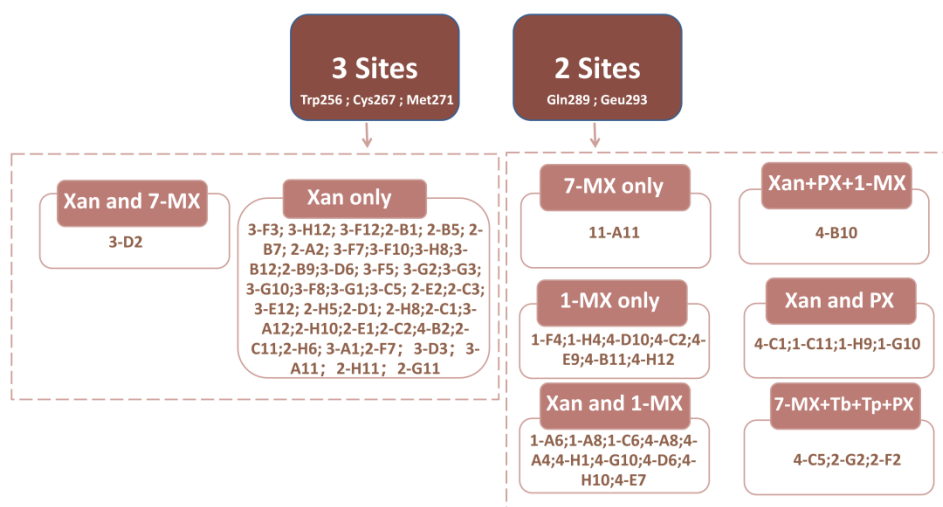 3 Sites
Trp256 ; Cys267 ; Met271
2 Sites
Gln289 ; Geu293
Xan and 7-MX
3-D2
Xan only
3-F3; 3-H12; 3-F12;2-B1; 2-B5; 2-
B7; 2-A2; 3-F7;3-F10;3-H8;3-
B12;2-B9;3-D6; 3-F5; 3-G2;3-G3;
3-G10;3-F8;3-G1;3-C5; 2-E2;2-C3;
3-E12; 2-H5;2-D1; 2-H8;2-C1;3-
A12;2-H10;2-E1;2-C2;4-B2;2-
C11;2-H6; 3-A1;2-F7; 3-D3; 3-
A11; 2-H11; 2-G11
7-MX only
11-A11
Xan+PX+1-MX
4-B10
1-MX only
1-F4;1-H4;4-D10;4-C2;4-
E9;4-B11;4-H12
Xan and PX
4-C1;1-C11;1-H9;1-G10
Xan and 1-MX
1-A6;1-A8;1-C6;4-A8;4-
A4;4-H1;4-G10;4-D6;4-
H10;4-E7
7-MX+Tb+Tp+PX
4-C5;2-G2;2-F2